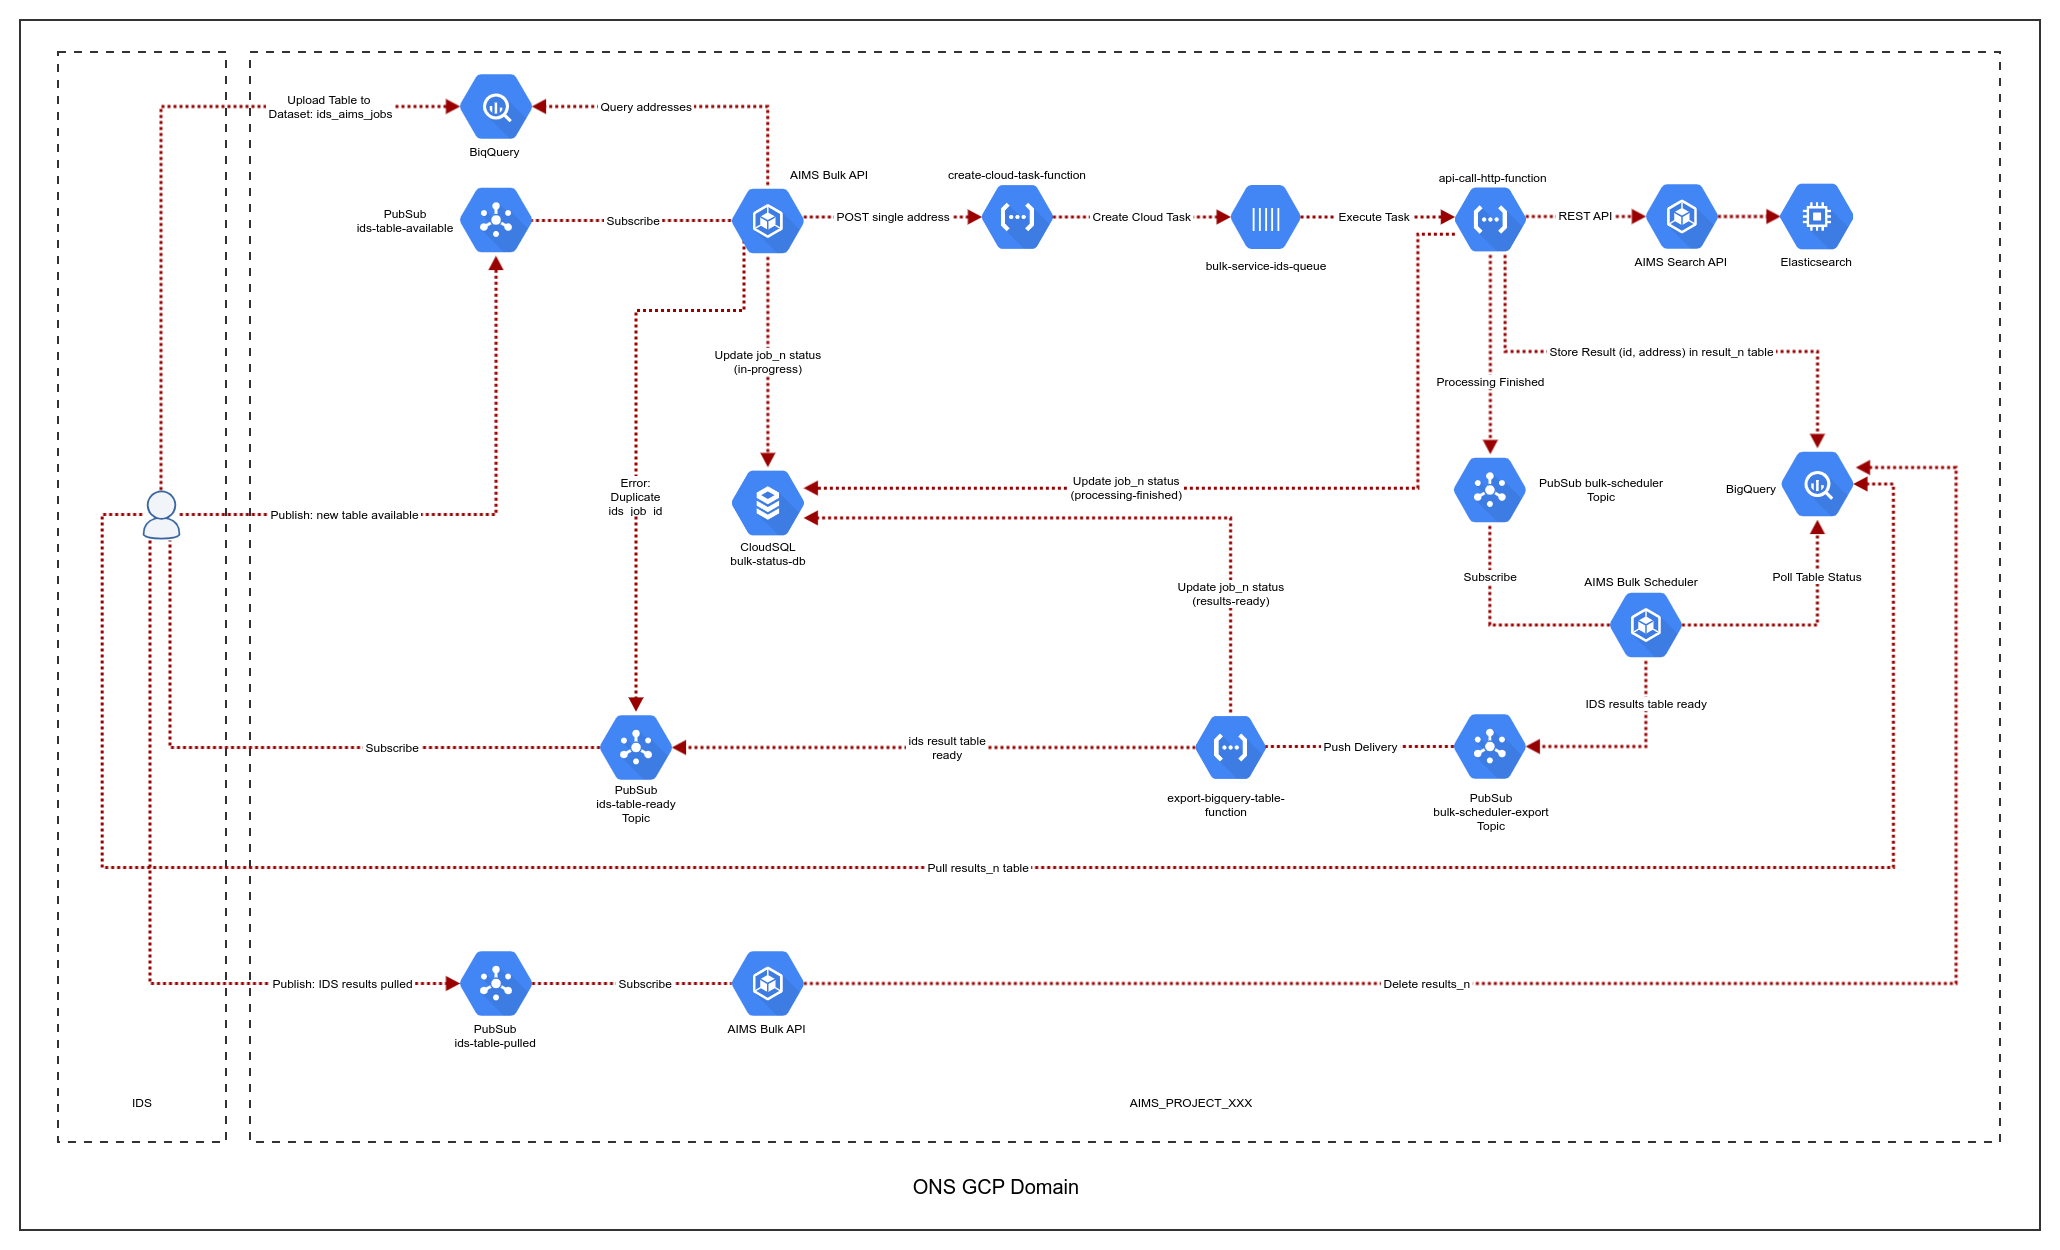 Upload Table to
Dataset: ids_aims_jobs
Query addresses
BiqQuery
AIMS Bulk API
create-cloud-task-function
api-call-http-function
PubSub
ids-table-available
Subscribe
POST single address
Create Cloud Task
Execute Task
REST API
bulk-service-ids-queue
AIMS Search API
Elasticsearch
Update job_n status
(in-progress)
Store Result (id, address) in result_n table
Processing Finished
Error:
Duplicate
ids_job_id
Update job_n status
(processing-finished)
PubSub bulk-scheduler
Topic
BigQuery
Publish: new table available
CloudSQL
bulk-status-db
Update job_n status
(results-ready)
Subscribe
AIMS Bulk Scheduler
Poll Table Status
IDS results table ready
Subscribe
ids result table
ready
Push Delivery
PubSub
ids-table-ready
Topic
export-bigquery-table-
function
PubSub
bulk-scheduler-export
Topic
Pull results_n table
Publish: IDS results pulled
Subscribe
Delete results_n
PubSub
ids-table-pulled
AIMS Bulk API
IDS
AIMS_PROJECT_XXX
ONS GCP Domain